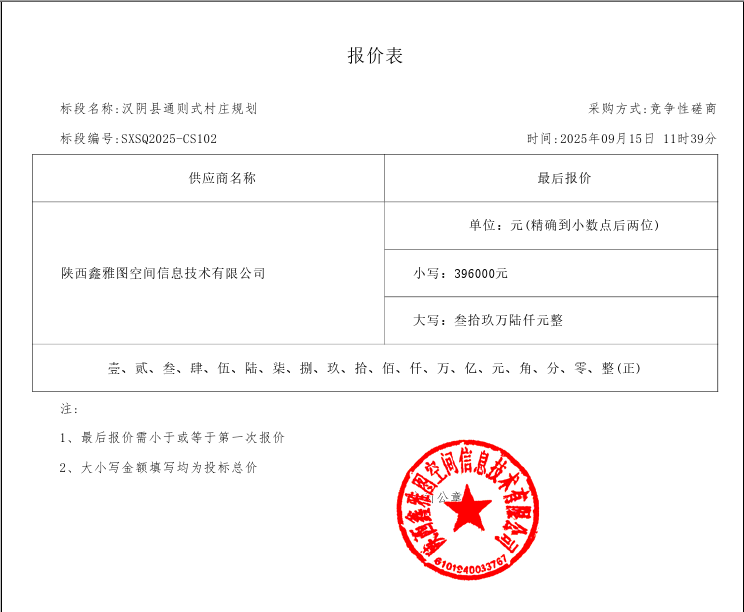 报价表
标段名称:汉阴县通则式村庄规划
采购方式:竞争性磋商
标段编号:SXSQ2025-CS102
时间:2025年09月15日 11时39分
供应商名称
最后报价
单位: 元(精确到小数点后两位)
陕西鑫雅图空间信息技术有限公司
小写: 396000元
大写: 叁拾玖万陆仟元整
壹、贰、叁、肆、伍、陆、柒、捌、玖、拾、佰、仟、万、亿、元、角、分、零、整(正)
注:
1、最后报价需小于或等于第一次报价
2、大小写金额填写均为投标总价
公章
陕西鑫雅图空间信息技术有限公司
6101240033767